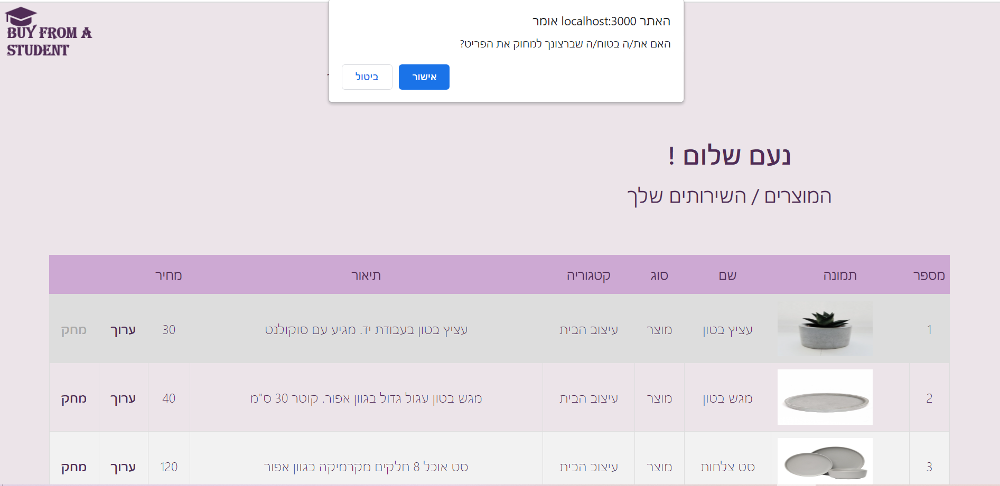 BUY FROM A
STUDENT
האתר localhost:3000 אומר
האם את/ה בטוח/ה שברצונך למחוק את הפריט?
אישור
ביטול
נעם שלום !
המוצרים / השירותים שלך
מספר תמונה שם סוג קטגוריה תיאור מחיר
1 עציץ בטון מוצר עיצוב הבית עציץ בטון בעבודת יד. מגיע עם סוקולנט 30 ערוך מחק
2 מגש בטון מוצר עיצוב הבית מגש בטון עגול גדול בגוון אפור. קוטר 30 ס"מ 40 ערוך מחק
3 סט צלחות מוצר עיצוב הבית סט אוכל 8 חלקים מקרמיקה בגוון אפור 120 ערוך מחק